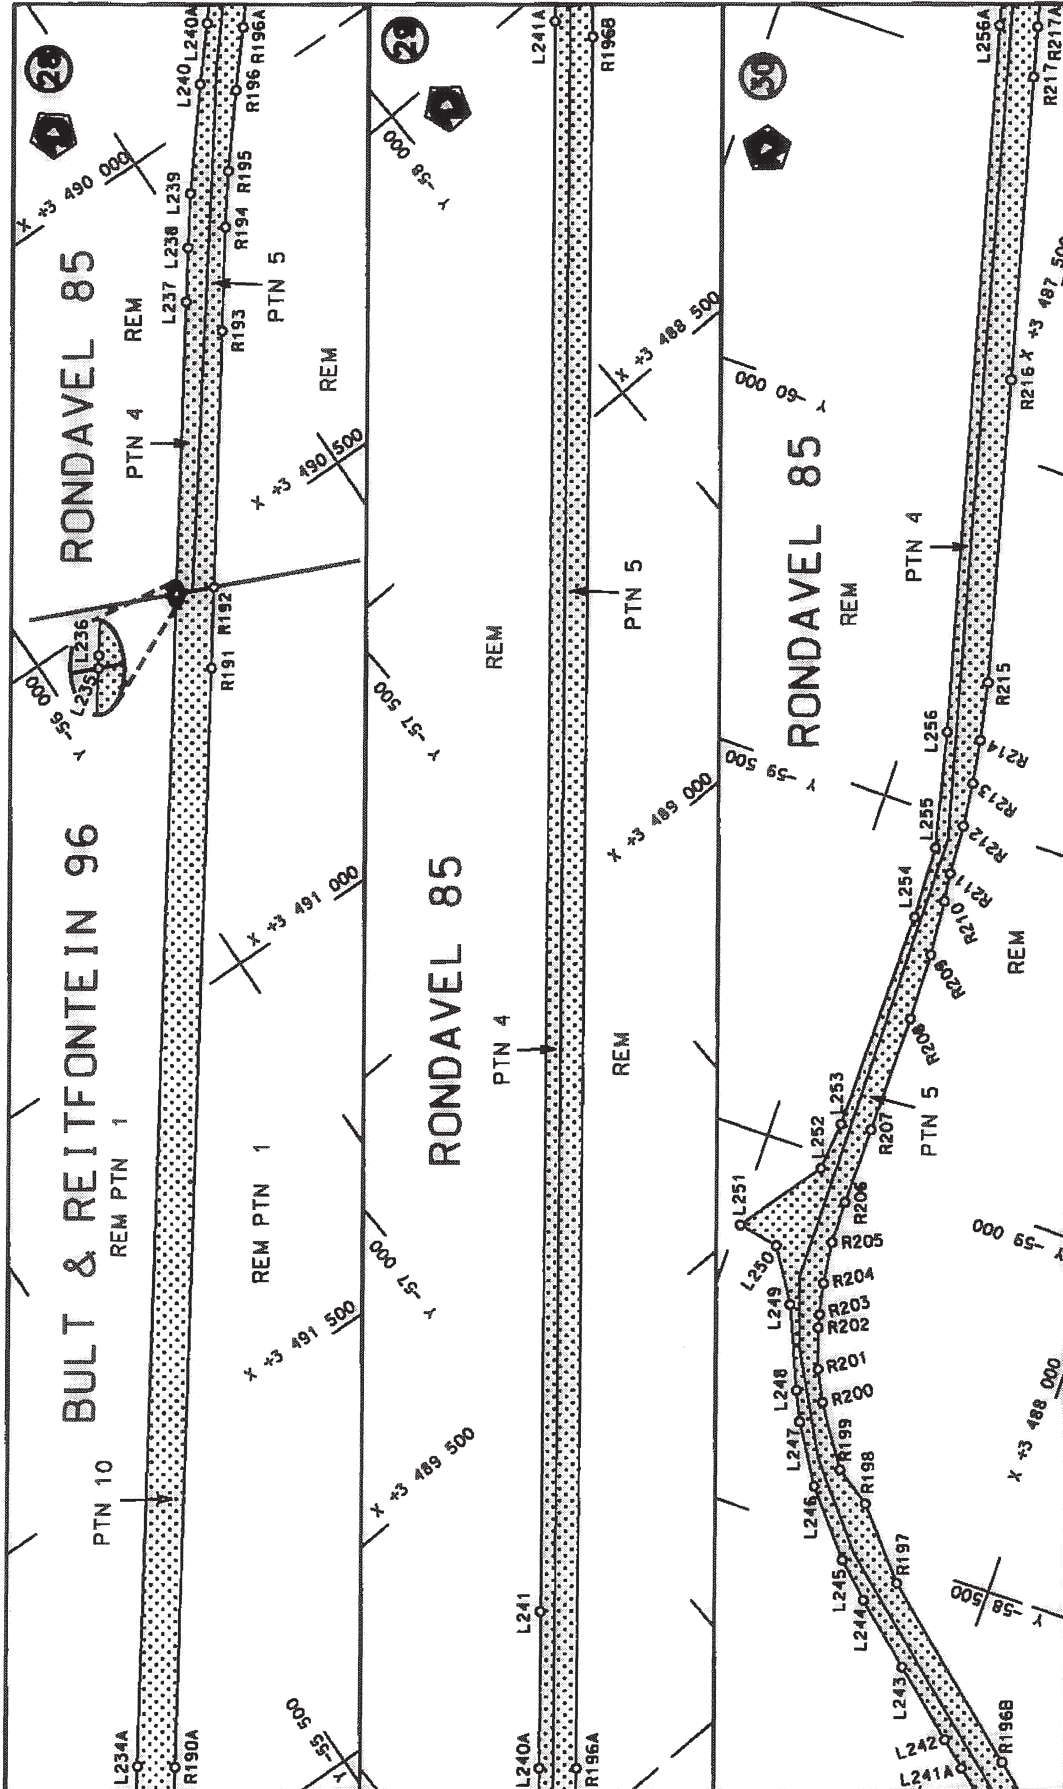 28
A
BULT & REITFONTEIN 96
RONDAVEL 85
REM PTN 1
REM PTN 1
PTN 10
PTN 4
REM
PTN 5
REM
L234A
L235
L236
L237
L238
L239
L240
L240A
R190A
R191
R192
R193
R194
R195
R196
R196A
Y -55 500
X +3 491 500
X +3 491 000
Y -56 000
X +3 490 500
X +3 490 000
29
A
RONDAVEL 85
PTN 4
REM
PTN 5
REM
L240A
L241
L241A
R196A
R196B
X +3 489 500
Y -57 000
X +3 489 000
Y -57 500
X +3 488 500
Y -58 000
30
A
RONDAVEL 85
REM
PTN 4
PTN 5
REM
L241A
L242
L243
L244
L245
L246
L247
L248
L249
L250
L251
L252
L253
L254
L255
L256
L256A
R196B
R197
R198
R199
R200
R201
R202
R203
R204
R205
R206
R207
R208
R209
R210
R211
R212
R213
R214
R215
R216
R217
R217A
Y -58 500
X +3 488 000
Y -59 000
Y -59 500
Y -60 000
X +3 487 500